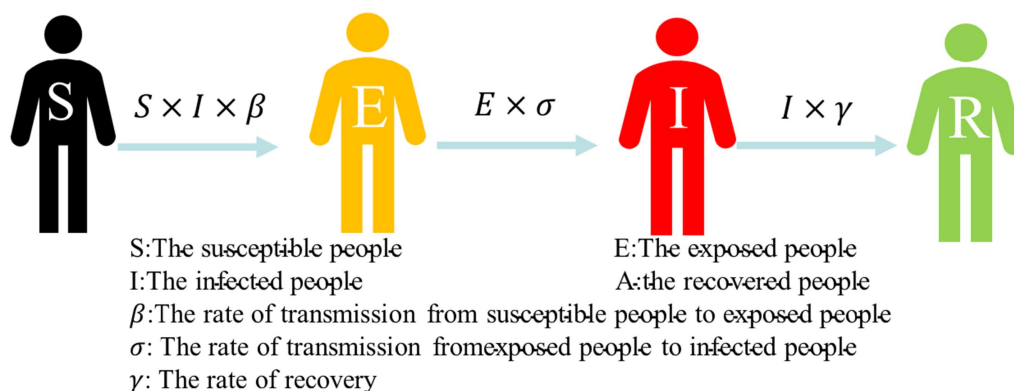 S E I R
S × I × β E × σ I × γ
S:The susceptible people E:The exposed people
I:The infected people A:the recovered people
β:The rate of transmission from susceptible people to exposed people
σ: The rate of transmission fromexposed people to infected people
γ: The rate of recovery